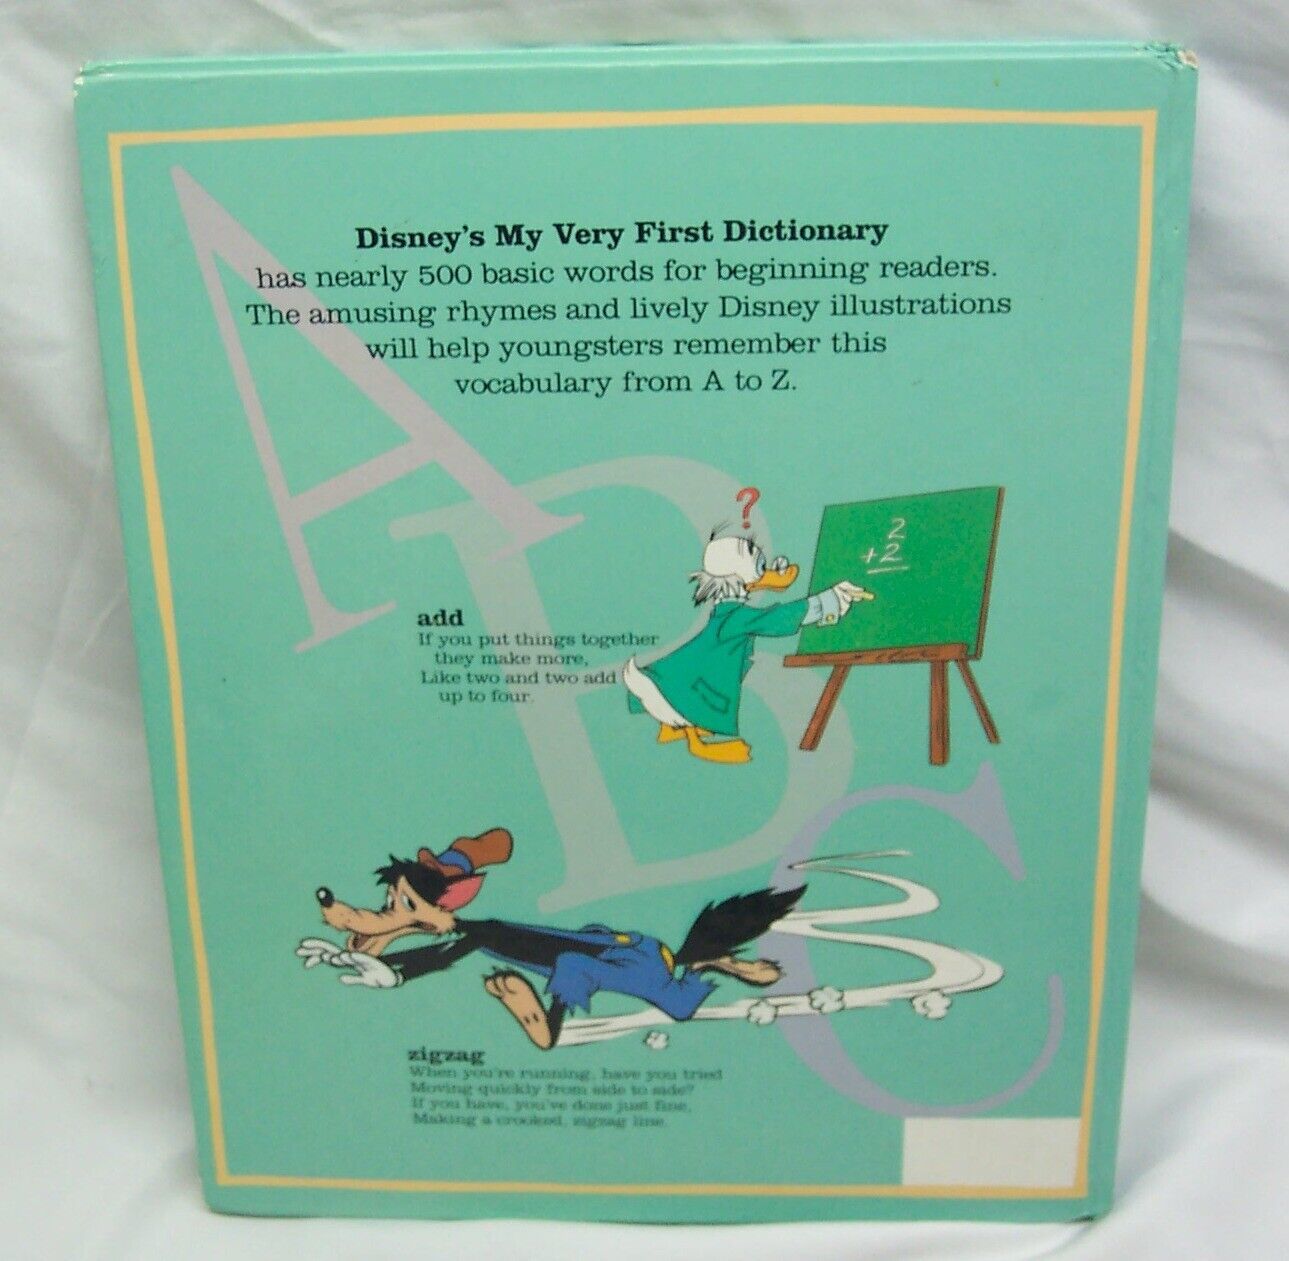 A
B
C
Disney's My Very First Dictionary
has nearly 500 basic words for beginning readers.
The amusing rhymes and lively Disney illustrations
will help youngsters remember this
vocabulary from A to Z.
?
2
+2
add
If you put things together
they make more,
Like two and two add
up to four.
zigzag
When you're running, have you tried
Moving quickly from side to side?
If you have, you've done just fine,
Making a crooked, zigzag line.